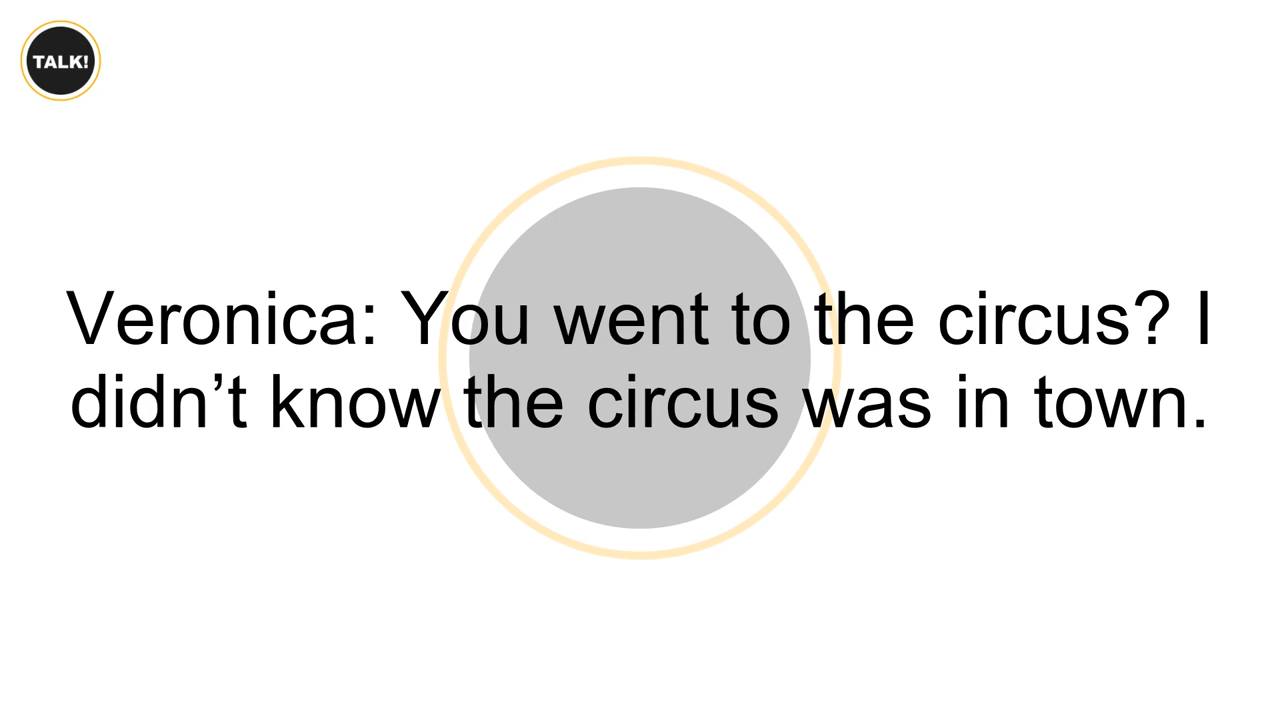 TALK!
Veronica: You went to the circus? I
didn’t know the circus was in town.